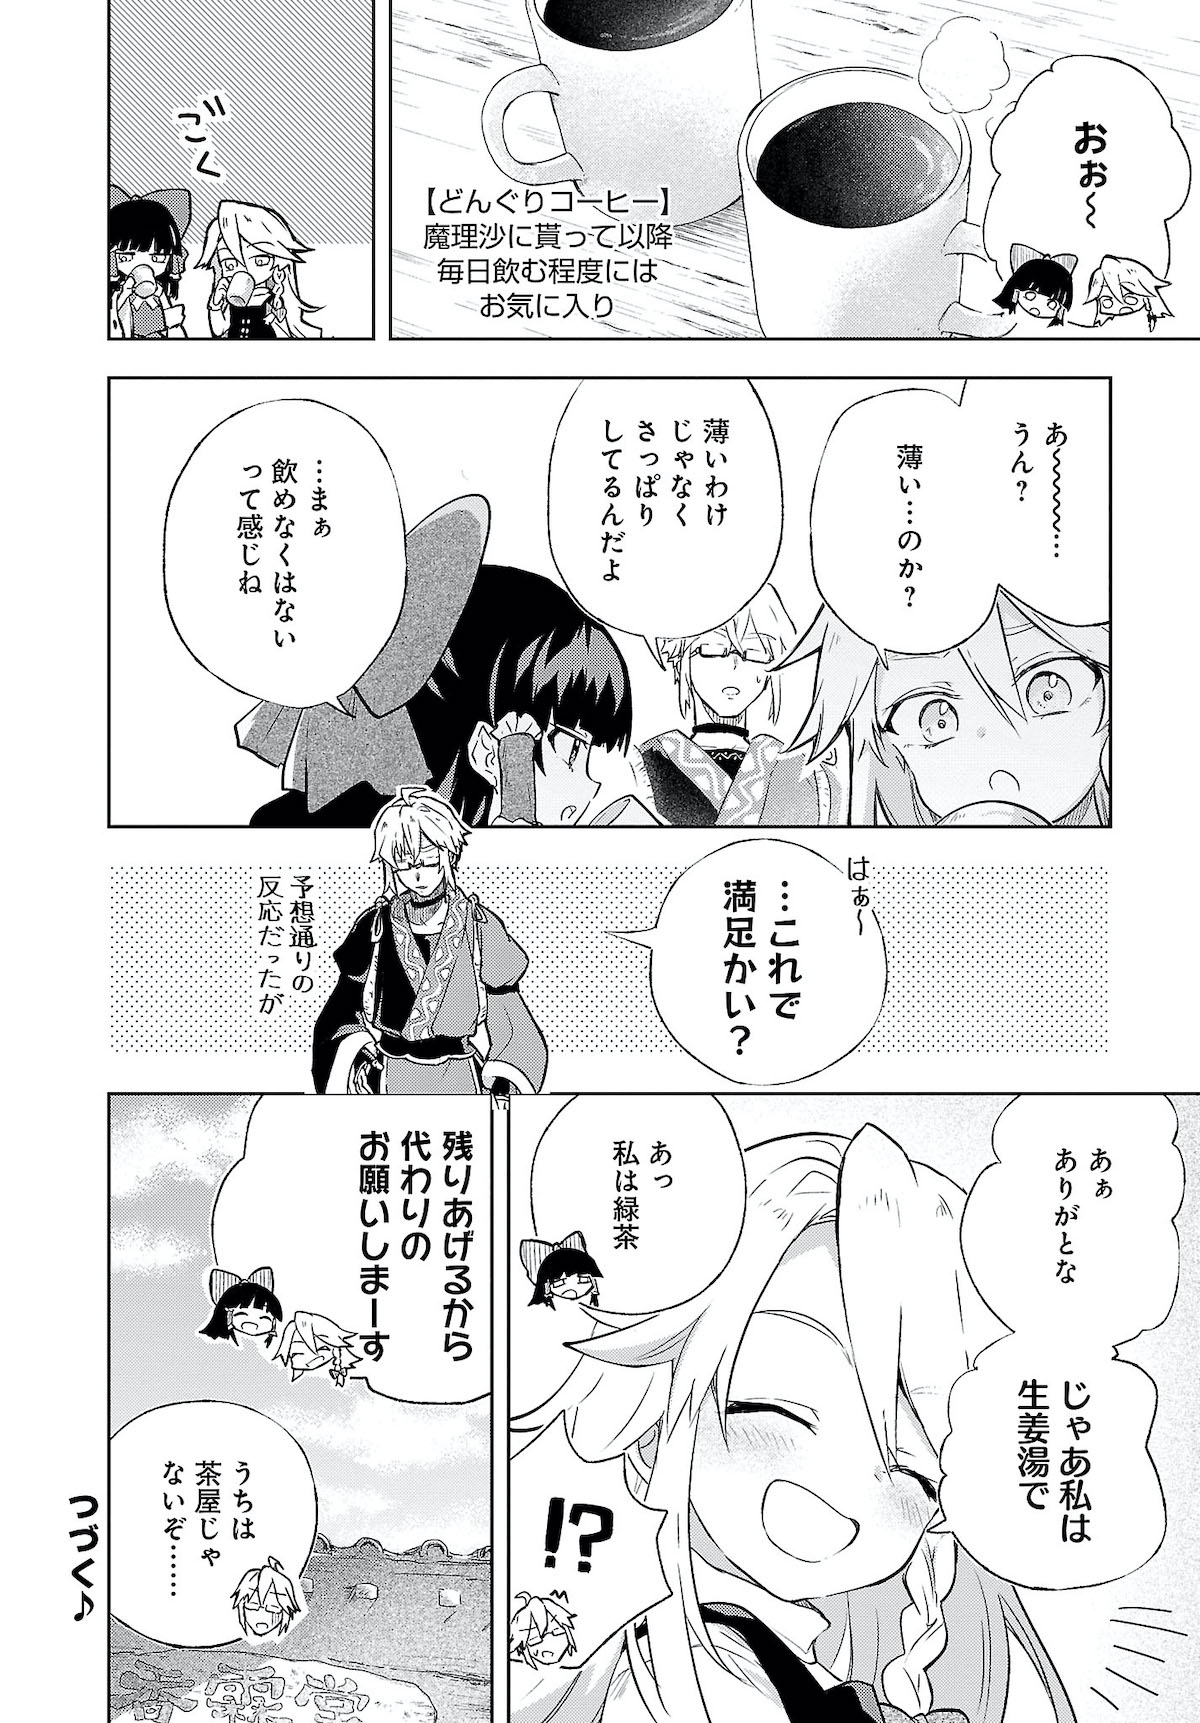 おぉ〜
【どんぐりコーヒー】
魔理沙に貰って以降
毎日飲む程度には
お気に入り
ごくっ
あ〜〜〜〜…
うん?
薄い…のか?
薄いわけ
じゃなく
さっぱり
してるんだよ
…まぁ
飲めなくはない
って感じね
はぁ〜
…これで
満足かい?
予想通りの
反応だったが
あぁ
ありがとな
じゃあ私は
生姜湯で
あっ
私は緑茶
!?
残りあげるから
代わりの
お願いしまーす
うちは
茶屋じゃ
ないぞ……
香霖堂
つづく♪